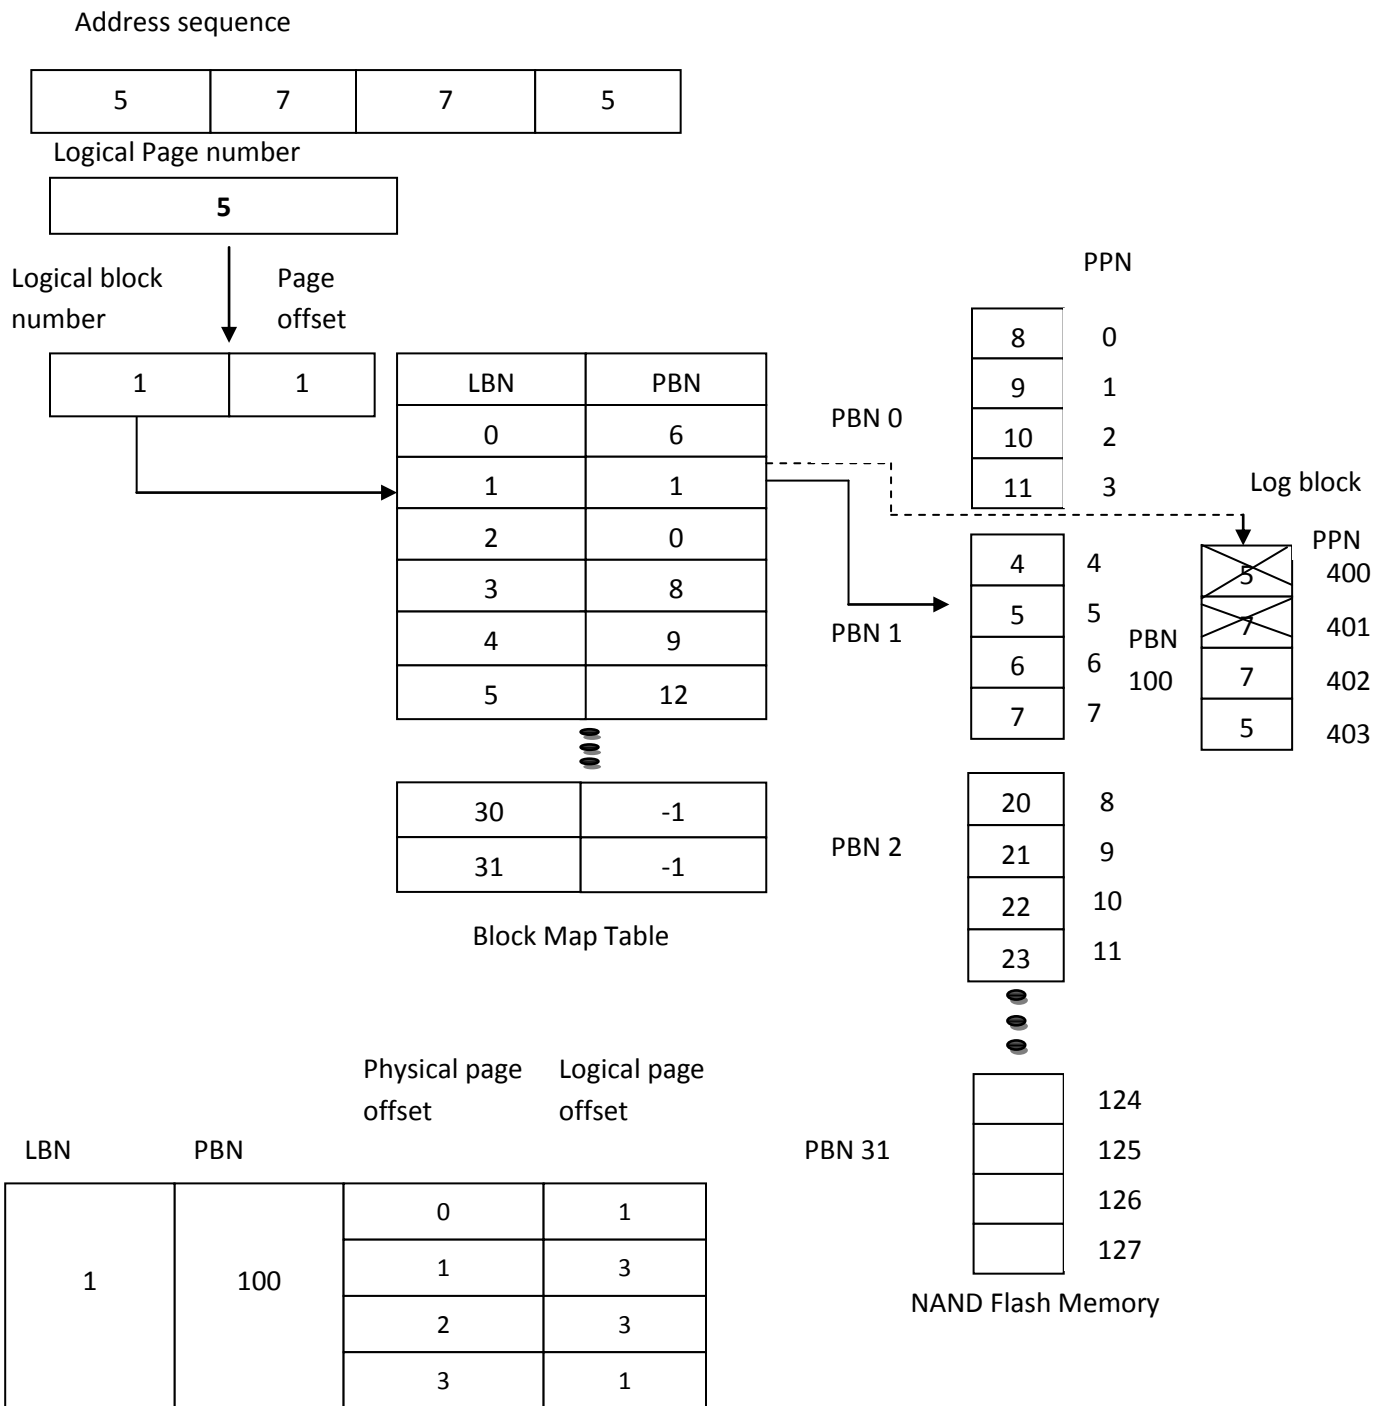 Address sequence
5 7 7 5
Logical Page number
5
Logical block number
Page offset
1 1
LBN PBN
0 6
1 1
2 0
3 8
4 9
5 12
30 -1
31 -1
Block Map Table
PPN
PBN 0
8 0
9 1
10 2
11 3
PBN 1
4 4
5 5
6 6
7 7
Log block
PPN
PBN
100
5 400
7 401
7 402
5 403
PBN 2
20 8
21 9
22 10
23 11
PBN 31
124
125
126
127
NAND Flash Memory
LBN PBN
Physical page offset
Logical page offset
1 100
0 1
1 3
2 3
3 1